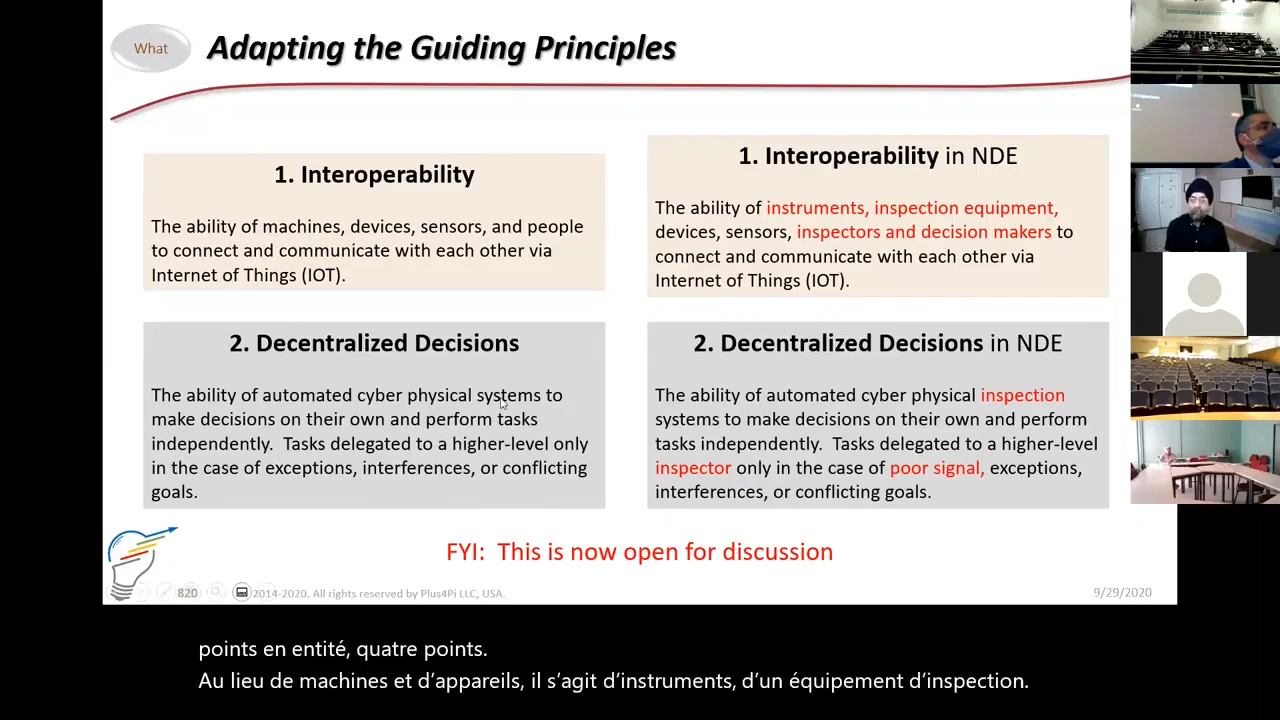 What
Adapting the Guiding Principles
1. Interoperability
The ability of machines, devices, sensors, and people
to connect and communicate with each other via
Internet of Things (IOT).
1. Interoperability in NDE
The ability of instruments, inspection equipment,
devices, sensors, inspectors and decision makers to
connect and communicate with each other via
Internet of Things (IOT).
2. Decentralized Decisions
The ability of automated cyber physical systems to
make decisions on their own and perform tasks
independently. Tasks delegated to a higher-level only
in the case of exceptions, interferences, or conflicting
goals.
2. Decentralized Decisions in NDE
The ability of automated cyber physical inspection
systems to make decisions on their own and perform
tasks independently. Tasks delegated to a higher-level
inspector only in the case of poor signal, exceptions,
interferences, or conflicting goals.
FYI: This is now open for discussion
820
2014-2020. All rights reserved by Plus4Pi LLC, USA.
9/29/2020
points en entité, quatre points.
Au lieu de machines et d’appareils, il s’agit d’instruments, d’un équipement d’inspection.